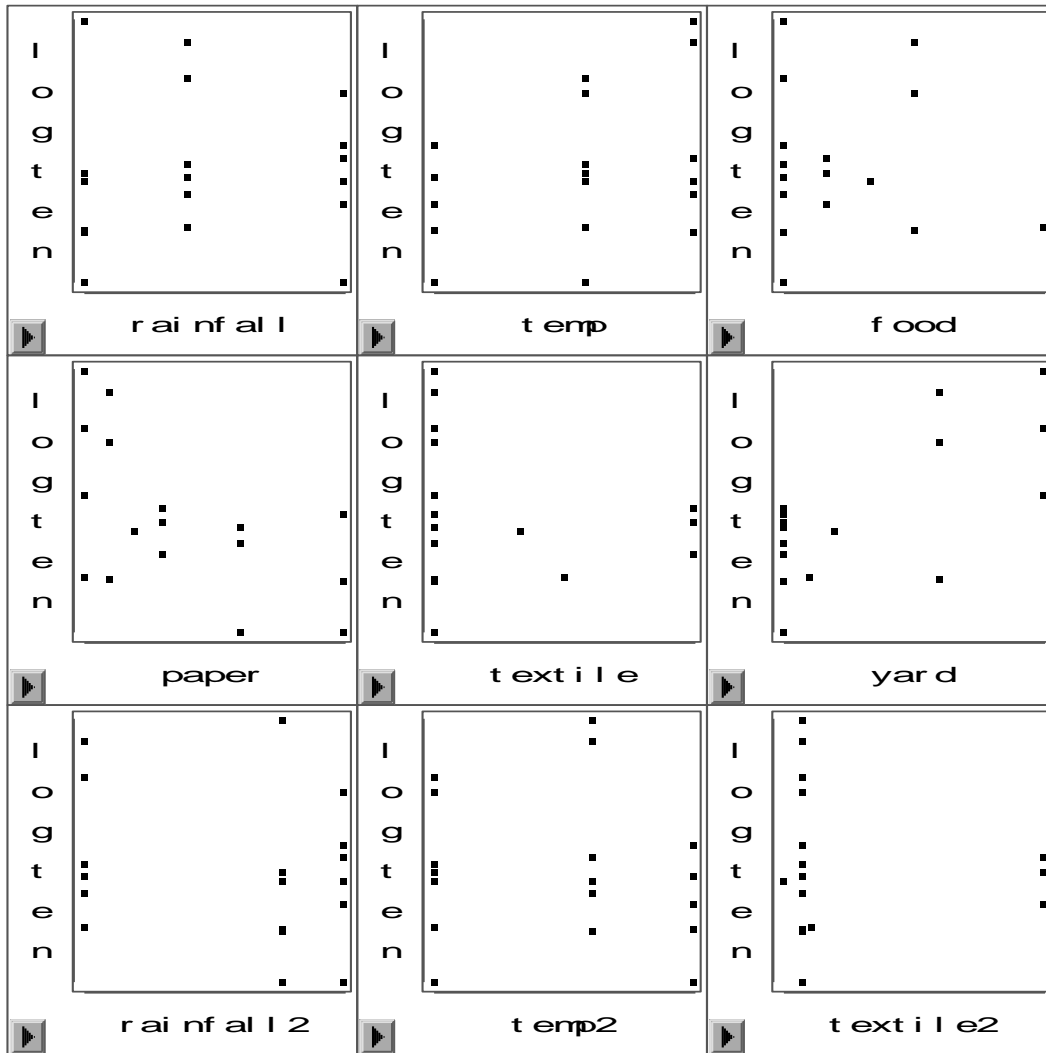 logten logten logten
rainfall temp food
logten logten logten
paper textile yard
logten logten logten
rainfall2 temp2 textile2